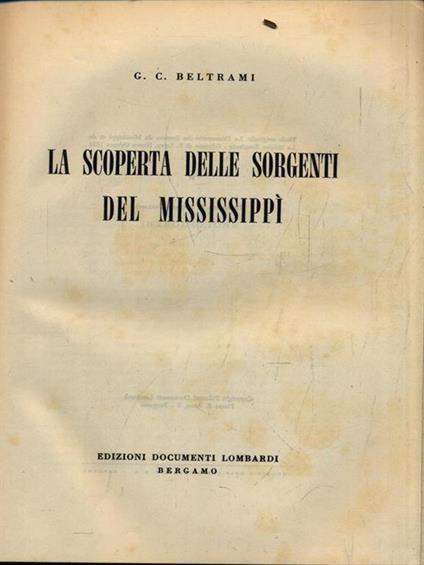 G. C. BELTRAMI
LA SCOPERTA DELLE SORGENTI
DEL MISSISSIPPÌ
EDIZIONI DOCUMENTI LOMBARDI
BERGAMO